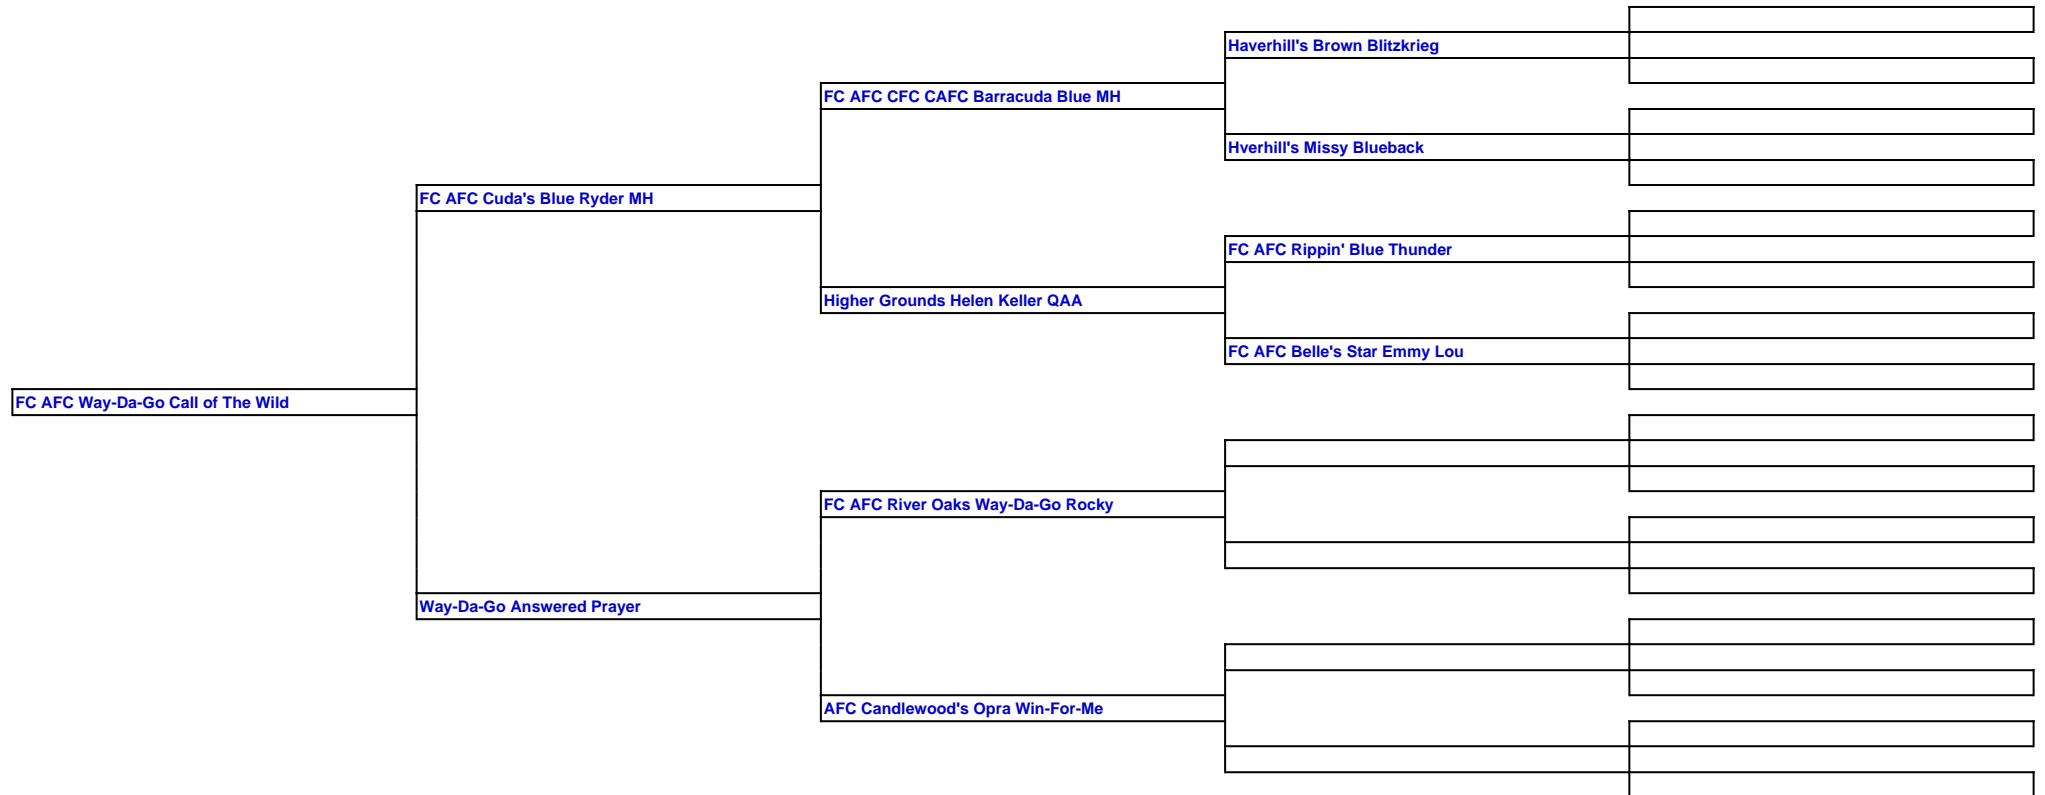 Haverhill's Brown Blitzkrieg
FC AFC CFC CAFC Barracuda Blue MH
Hverhill's Missy Blueback
FC AFC Cuda's Blue Ryder MH
FC AFC Rippin' Blue Thunder
Higher Grounds Helen Keller QAA
FC AFC Belle's Star Emmy Lou
FC AFC Way-Da-Go Call of The Wild
FC AFC River Oaks Way-Da-Go Rocky
Way-Da-Go Answered Prayer
AFC Candlewood's Opra Win-For-Me